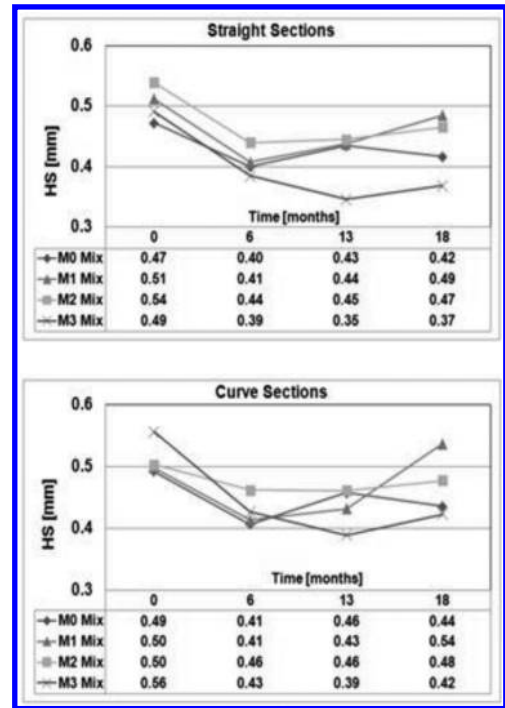 Straight Sections
0.6
0.5
0.4
0.3
HS [mm]
Time [months]
0 6 13 18
M0 Mix 0.47 0.40 0.43 0.42
M1 Mix 0.51 0.41 0.44 0.49
M2 Mix 0.54 0.44 0.45 0.47
M3 Mix 0.49 0.39 0.35 0.37
Curve Sections
0.6
0.5
0.4
0.3
HS [mm]
Time [months]
0 6 13 18
M0 Mix 0.49 0.41 0.46 0.44
M1 Mix 0.50 0.41 0.43 0.54
M2 Mix 0.50 0.46 0.46 0.48
M3 Mix 0.56 0.43 0.39 0.42